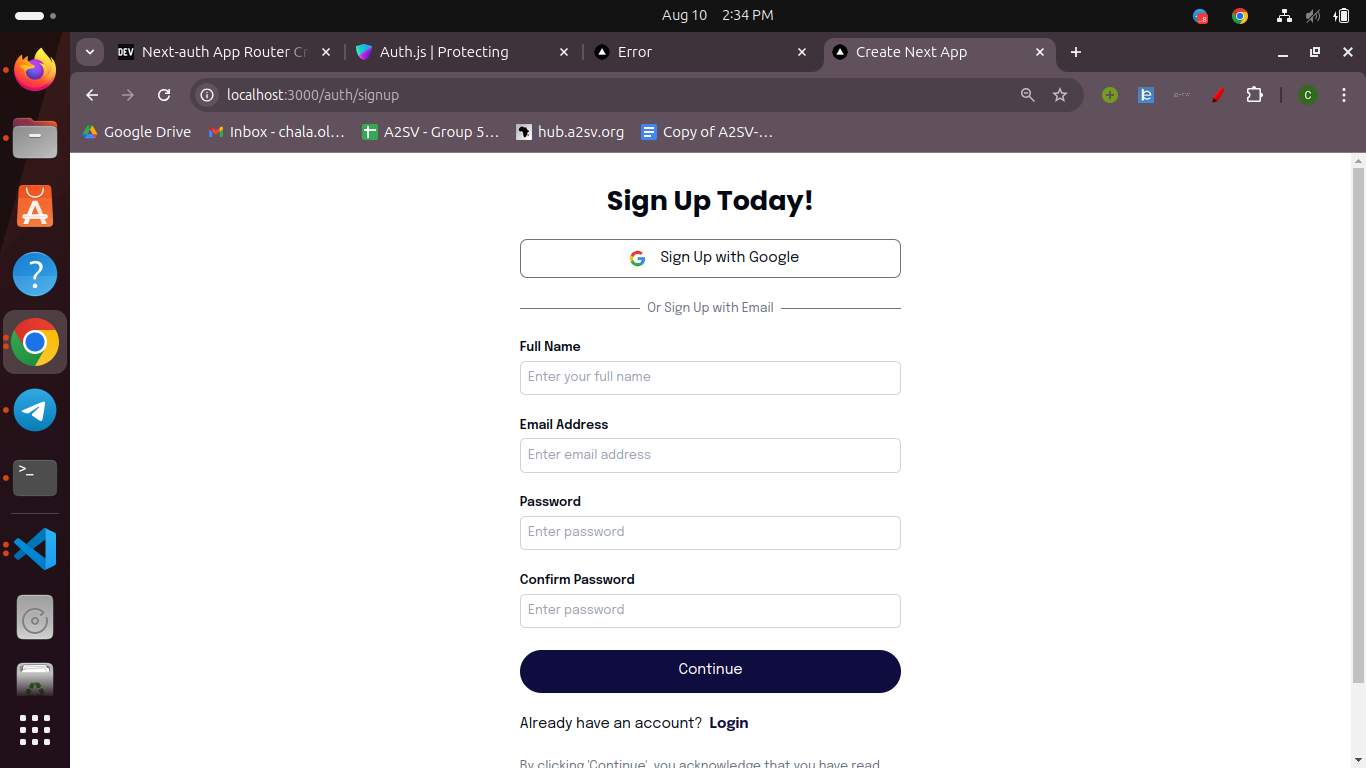 Aug 10 2:34 PM
DEV Next-auth App Router Cr
Auth.js | Protecting
Error
Create Next App
localhost:3000/auth/signup
C
Google Drive
Inbox - chala.ol...
A2SV - Group 5...
hub.a2sv.org
Copy of A2SV-...
Sign Up Today!
Sign Up with Google
Or Sign Up with Email
Full Name
Enter your full name
Email Address
Enter email address
Password
Enter password
Confirm Password
Enter password
Continue
Already have an account? Login
By clicking 'Continue', you acknowledge that you have read